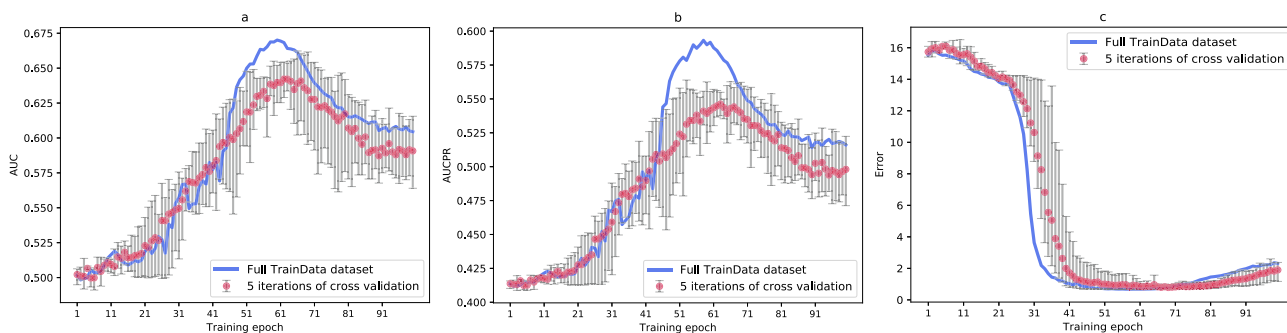 a
0.675
0.650
0.625
0.600
0.575
0.550
0.525
0.500
AUC
1 11 21 31 41 51 61 71 81 91
Training epoch
Full TrainData dataset
5 iterations of cross validation
b
0.600
0.575
0.550
0.525
0.500
0.475
0.450
0.425
0.400
AUCPR
1 11 21 31 41 51 61 71 81 91
Training epoch
Full TrainData dataset
5 iterations of cross validation
c
16
14
12
10
8
6
4
2
0
Error
1 11 21 31 41 51 61 71 81 91
Training epoch
Full TrainData dataset
5 iterations of cross validation